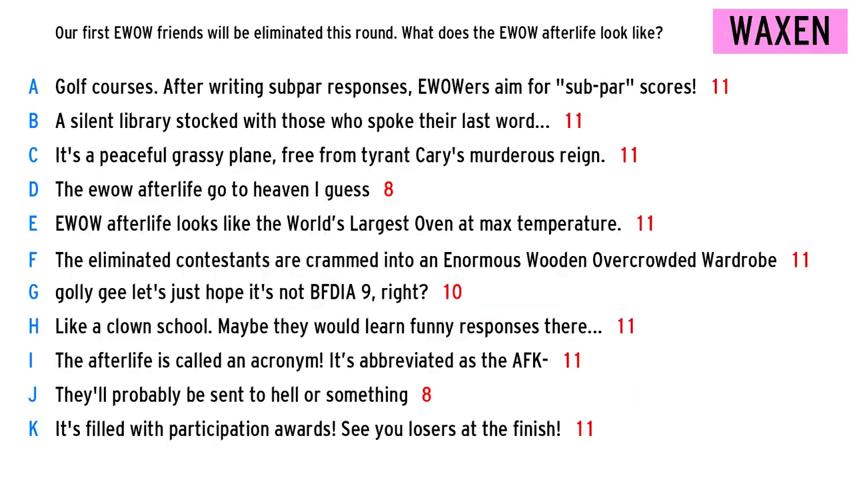 Our first EWOW friends will be eliminated this round. What does the EWOW afterlife look like?
WAXEN
A Golf courses. After writing subpar responses, EWOWers aim for "sub-par" scores! 11
B A silent library stocked with those who spoke their last word... 11
C It's a peaceful grassy plane, free from tyrant Cary's murderous reign. 11
D The ewow afterlife go to heaven I guess 8
E EWOW afterlife looks like the World’s Largest Oven at max temperature. 11
F The eliminated contestants are crammed into an Enormous Wooden Overcrowded Wardrobe 11
G golly gee let's just hope it's not BFDIA 9, right? 10
H Like a clown school. Maybe they would learn funny responses there... 11
I The afterlife is called an acronym! It’s abbreviated as the AFK- 11
J They'll probably be sent to hell or something 8
K It's filled with participation awards! See you losers at the finish! 11